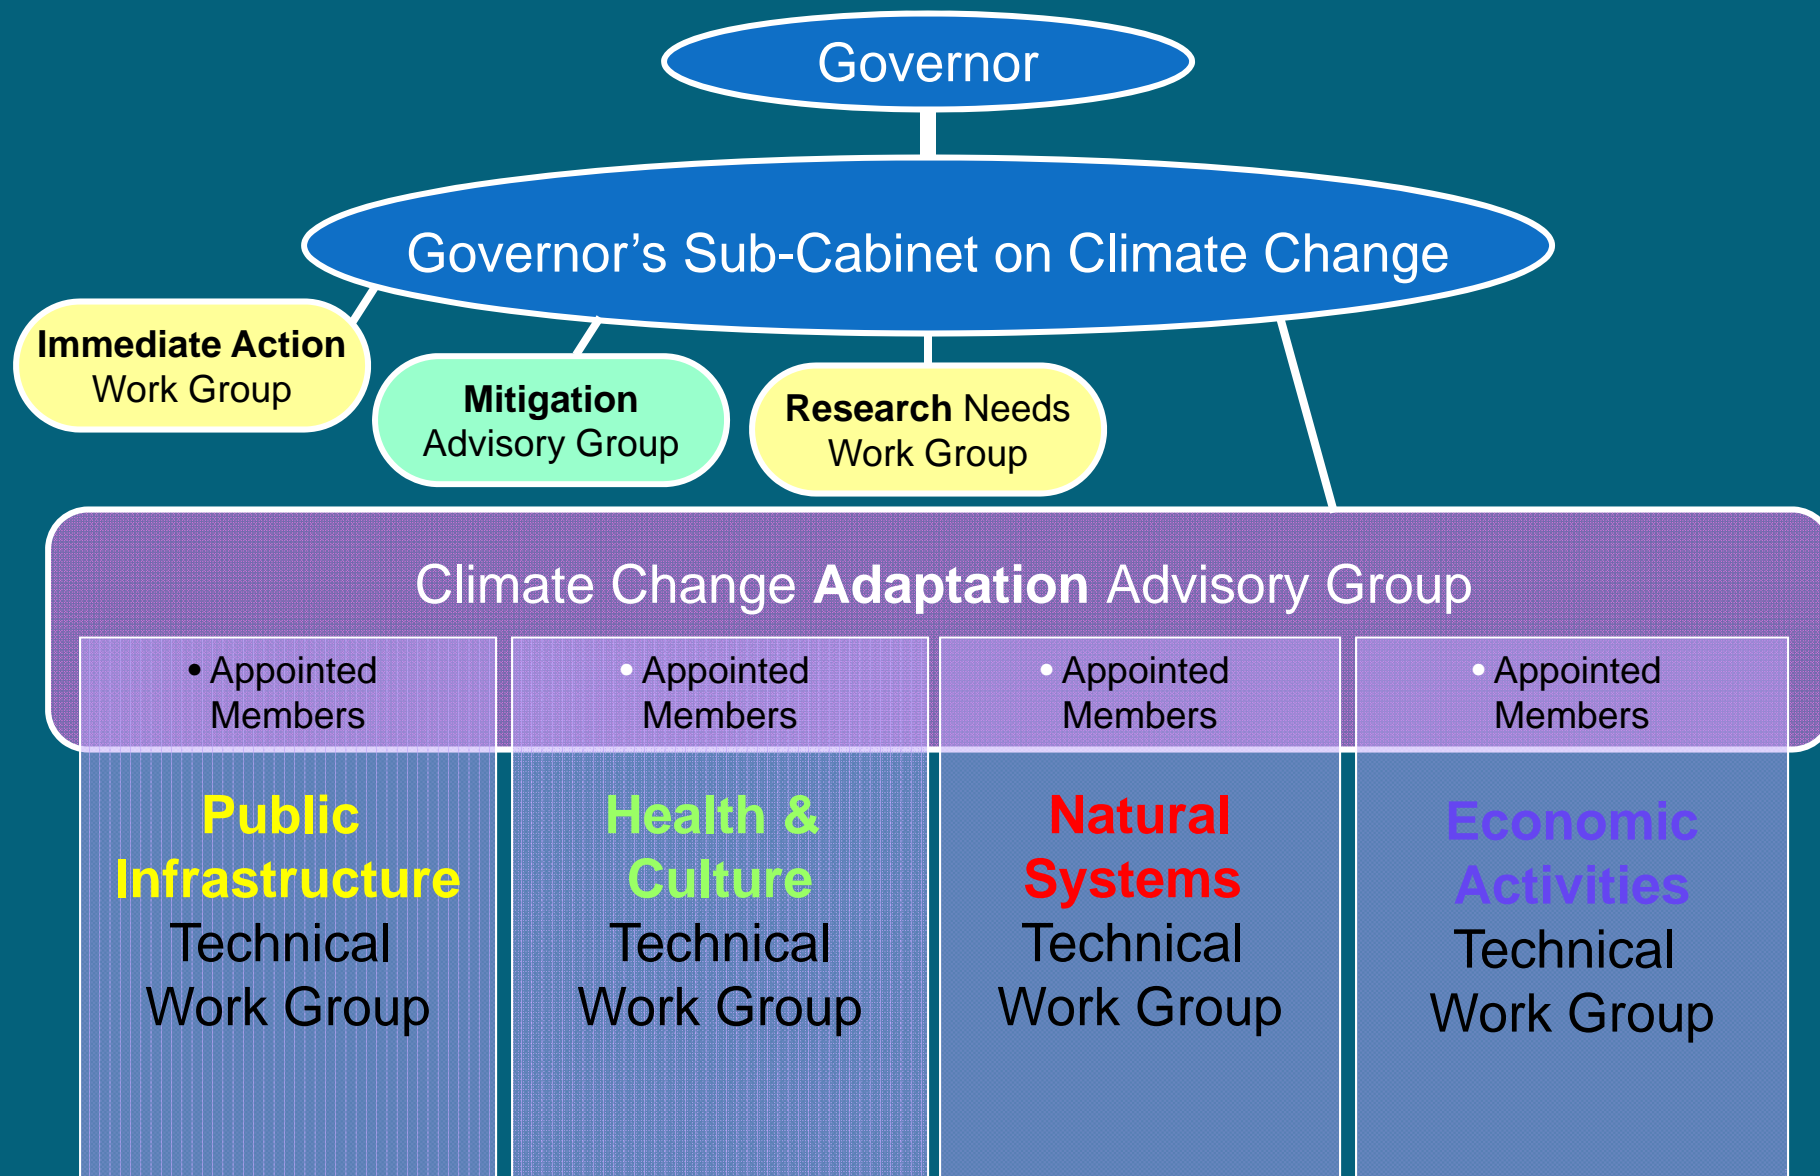 Governor
Governor’s Sub-Cabinet on Climate Change
Immediate Action
Work Group
Mitigation
Advisory Group
Research Needs
Work Group
Climate Change Adaptation Advisory Group
• Appointed
Members
• Appointed
Members
• Appointed
Members
• Appointed
Members
Public
Infrastructure
Technical
Work Group
Health &
Culture
Technical
Work Group
Natural
Systems
Technical
Work Group
Economic
Activities
Technical
Work Group